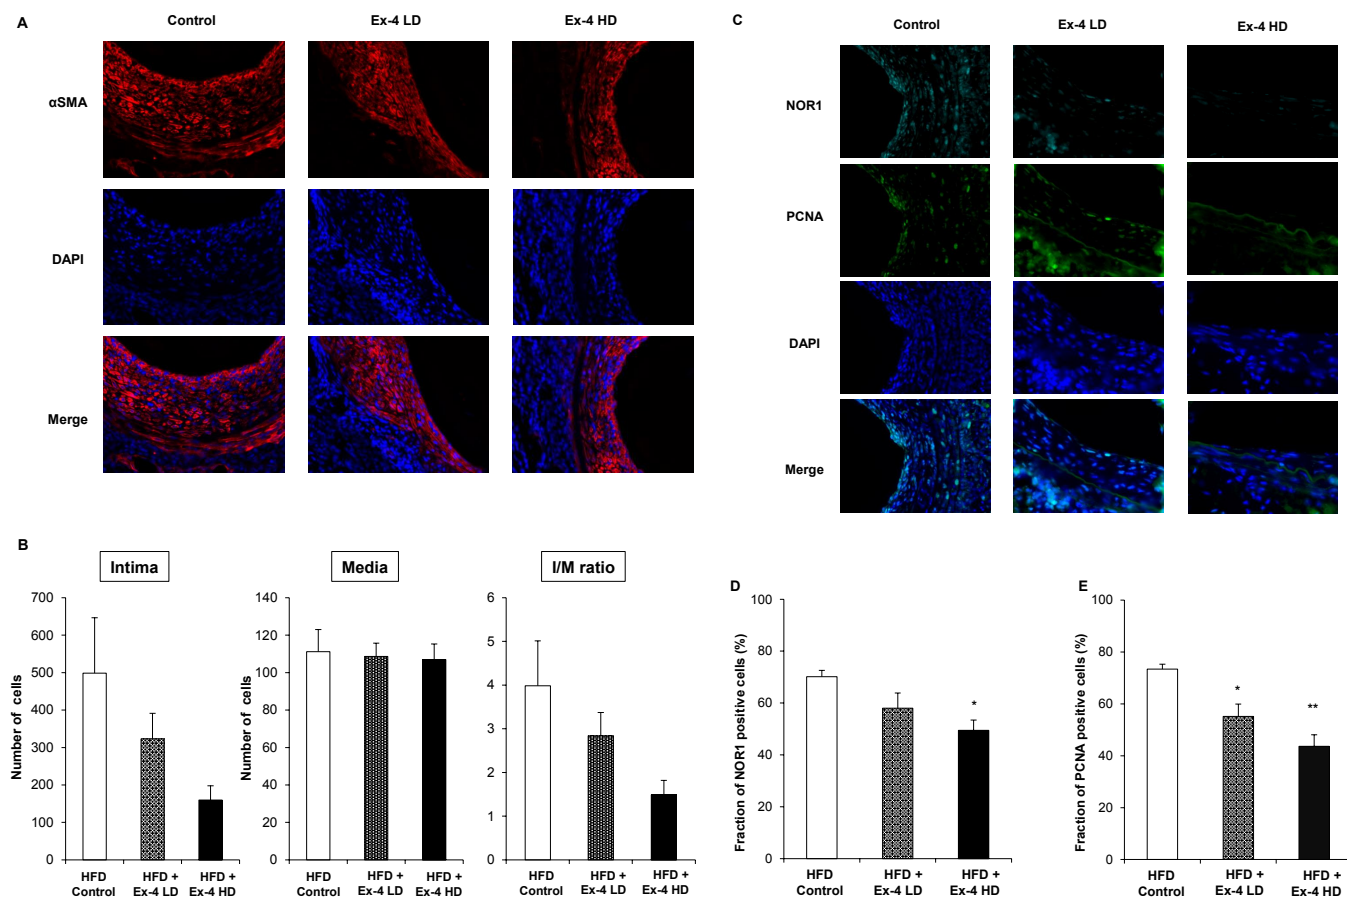 A
Control
Ex-4 LD
Ex-4 HD
αSMA
DAPI
Merge
C
Control
Ex-4 LD
Ex-4 HD
NOR1
PCNA
DAPI
Merge
B
Intima
Number of cells
700
600
500
400
300
200
100
0
HFD
Control
HFD +
Ex-4 LD
HFD +
Ex-4 HD
Media
Number of cells
140
120
100
80
60
40
20
0
HFD
Control
HFD +
Ex-4 LD
HFD +
Ex-4 HD
I/M ratio
6
5
4
3
2
1
0
HFD
Control
HFD +
Ex-4 LD
HFD +
Ex-4 HD
D
Fraction of NOR1 positive cells (%)
100
80
60
40
20
0
*
HFD
Control
HFD +
Ex-4 LD
HFD +
Ex-4 HD
E
Fraction of PCNA positive cells (%)
100
80
60
40
20
0
*
**
HFD
Control
HFD +
Ex-4 LD
HFD +
Ex-4 HD